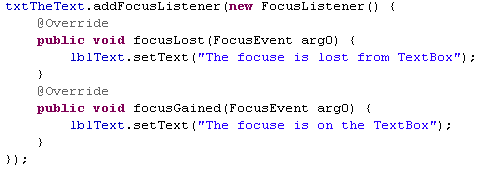 txtTheText.addFocusListener(new FocusListener() {
@Override
public void focusLost(FocusEvent arg0) {
lblText.setText("The focuse is lost from TextBox");
}
@Override
public void focusGained(FocusEvent arg0) {
lblText.setText("The focuse is on the TextBox");
}
});